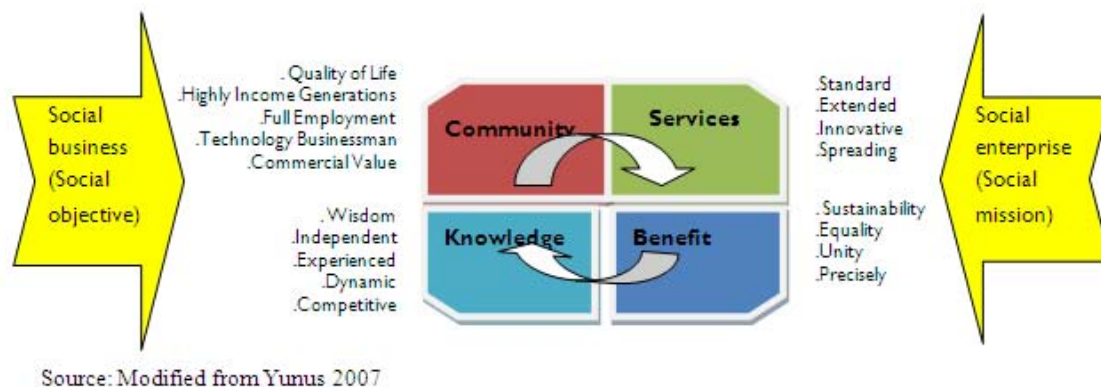 Social
business
(Social
objective)
. Quality of Life
.Highly Income Generations
.Full Employment
.Technology Businessman
.Commercial Value
. Wisdom
.Independent
.Experienced
.Dynamic
.Competitive
Community
Services
Knowledge
Benefit
.Standard
.Extended
.Innovative
.Spreading
.Sustainability
.Equality
.Unity
.Precisely
Social
enterprise
(Social
mission)
Source: Modified from Yunus 2007